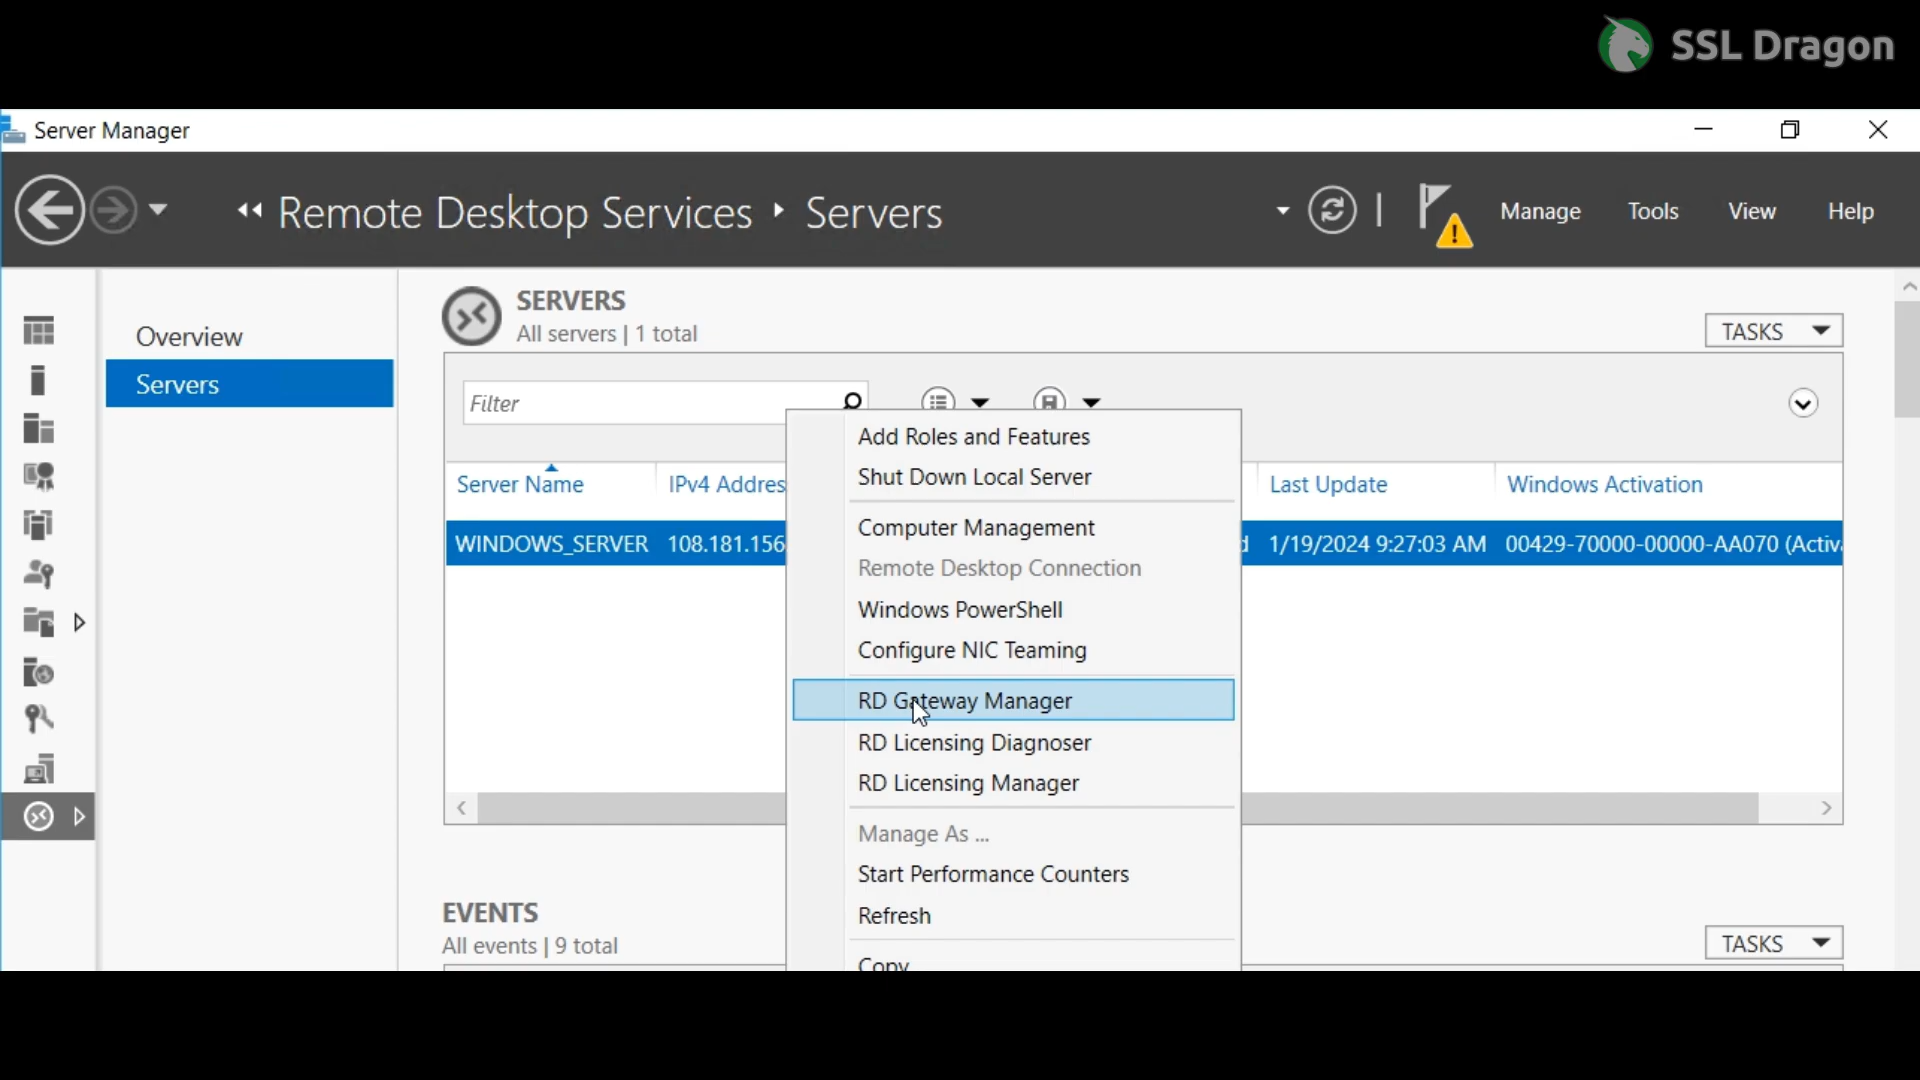 SSL Dragon
Server Manager
Remote Desktop Services Servers
Manage Tools View Help
Overview
Servers
SERVERS
All servers | 1 total
TASKS
Filter
Server Name IPv4 Addres Last Update Windows Activation
WINDOWS_SERVER 108.181.156 d 1/19/2024 9:27:03 AM 00429-70000-00000-AA070 (Activ
Add Roles and Features
Shut Down Local Server
Computer Management
Remote Desktop Connection
Windows PowerShell
Configure NIC Teaming
RD Gateway Manager
RD Licensing Diagnoser
RD Licensing Manager
Manage As ...
Start Performance Counters
Refresh
Copy
EVENTS
All events | 9 total
TASKS